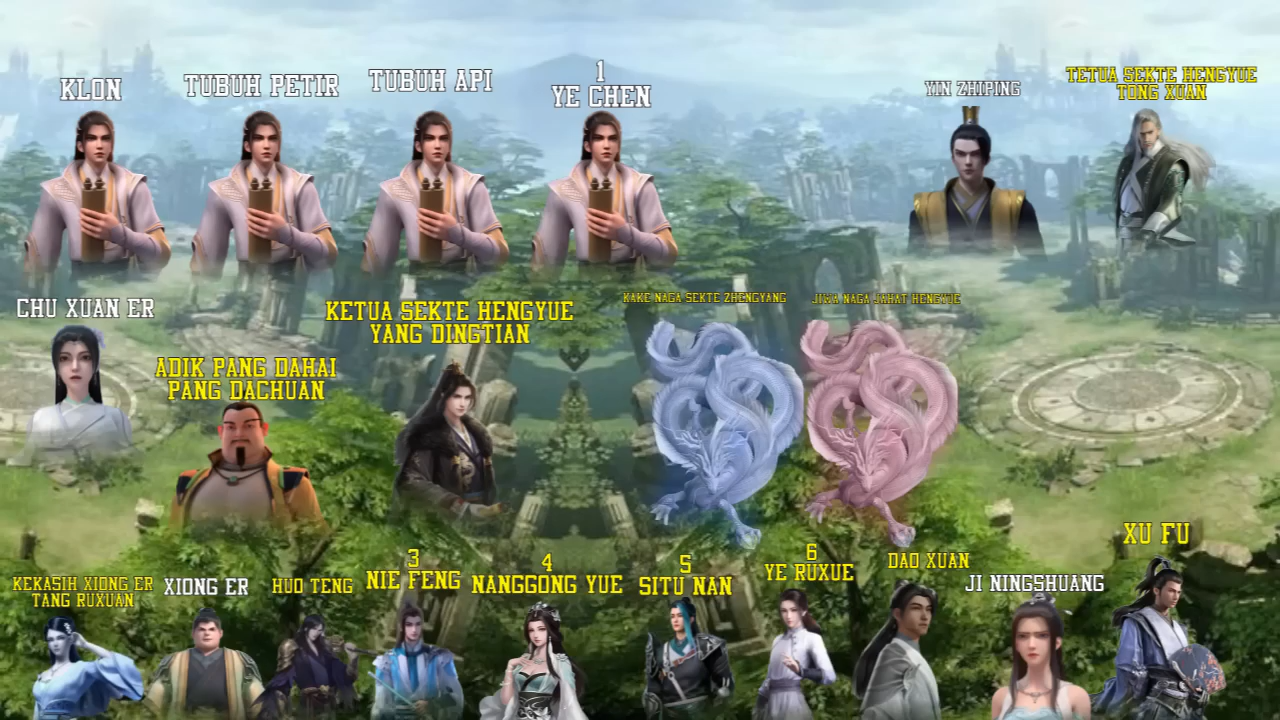 KLON
TUBUH PETIR
TUBUH API
1
YE CHEN
YIN ZHIPING
TETUA SEKTE HENGYUE
TONG XUAN
CHU XUAN ER
ADIK PANG DAHAI
PANG DACHUAN
KETUA SEKTE HENGYUE
YANG DINGTIAN
KAKE NAGA SEKTE ZHENGYANG
JIWA NAGA JAHAT HENGYUE
KEKASIH XIONG ER
TANG RUXUAN
XIONG ER
HUO TENG
3
NIE FENG
4
NANGGONG YUE
5
SITU NAN
6
YE RUXUE
DAO XUAN
JI NINGSHUANG
XU FU